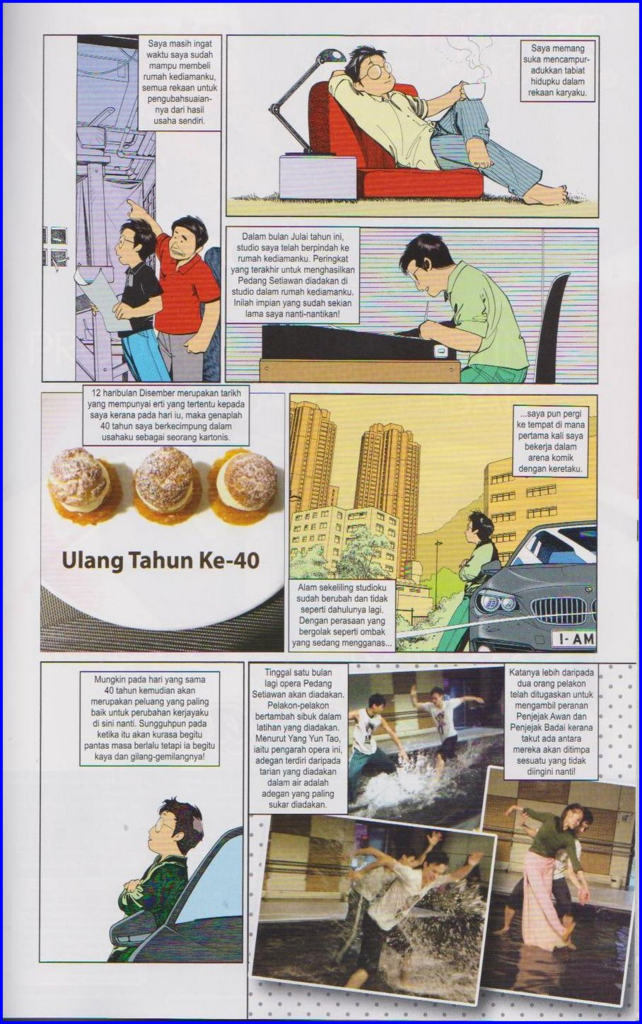 Saya masih ingat
waktu saya sudah
mampu membeli
rumah kediamanku,
semua rekaan untuk
pengubahsuaian-
nya dari hasil
usaha sendiri.
Saya memang
suka mencampur-
adukkan tabiat
hidupku dalam
rekaan karyaku.
Dalam bulan Julai tahun ini,
studio saya telah berpindah ke
rumah kediamanku. Peringkat
yang terakhir untuk menghasilkan
Pedang Setiawan diadakan di
studio dalam rumah kediamanku.
Inilah impian yang sudah sekian
lama saya nanti-nantikan!
12 haribulan Disember merupakan tarikh
yang mempunyai erti yang tertentu kepada
saya kerana pada hari iu, maka genaplah
40 tahun saya berkecimpung dalam
usahaku sebagai seorang kartonis.
Ulang Tahun Ke-40
...saya pun pergi
ke tempat di mana
pertama kali saya
bekerja dalam
arena komik
dengan keretaku.
Alam sekeliling studioku
sudah berubah dan tidak
seperti dahulunya lagi.
Dengan perasaan yang
bergolak seperti ombak
yang sedang mengganas...
I- AM
Mungkin pada hari yang sama
40 tahun kemudian akan
merupakan peluang yang paling
baik untuk perubahan kerjayaku
di sini nanti. Sungguhpun pada
ketika itu akan kurasa begitu
pantas masa berlalu tetapi ia begitu
kaya dan gilang-gemilangnya!
Tinggal satu bulan
lagi opera Pedang
Setiawan akan diadakan.
Pelakon-pelakon
bertambah sibuk dalam
latihan yang diadakan.
Menurut Yang Yun Tao,
iaitu pengarah opera ini,
adegan terdiri daripada
tarian yang diadakan
dalam air adalah
adegan yang paling
sukar diadakan.
Katanya lebih daripada
dua orang pelakon
telah ditugaskan untuk
mengambil peranan
Penjejak Awan dan
Penjejak Badai kerana
takut ada antara
mereka akan ditimpa
sesuatu yang tidak
diingini nanti!